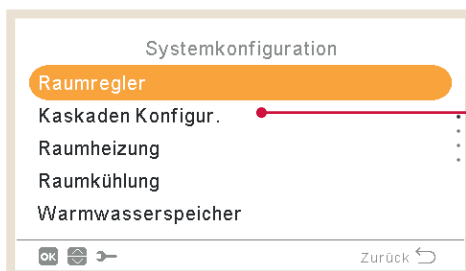 Systemkonfiguration
Raumregler
Kaskaden Konfigur.
Raumheizung
Raumkühlung
Warmwasserspeicher
OK Zurück